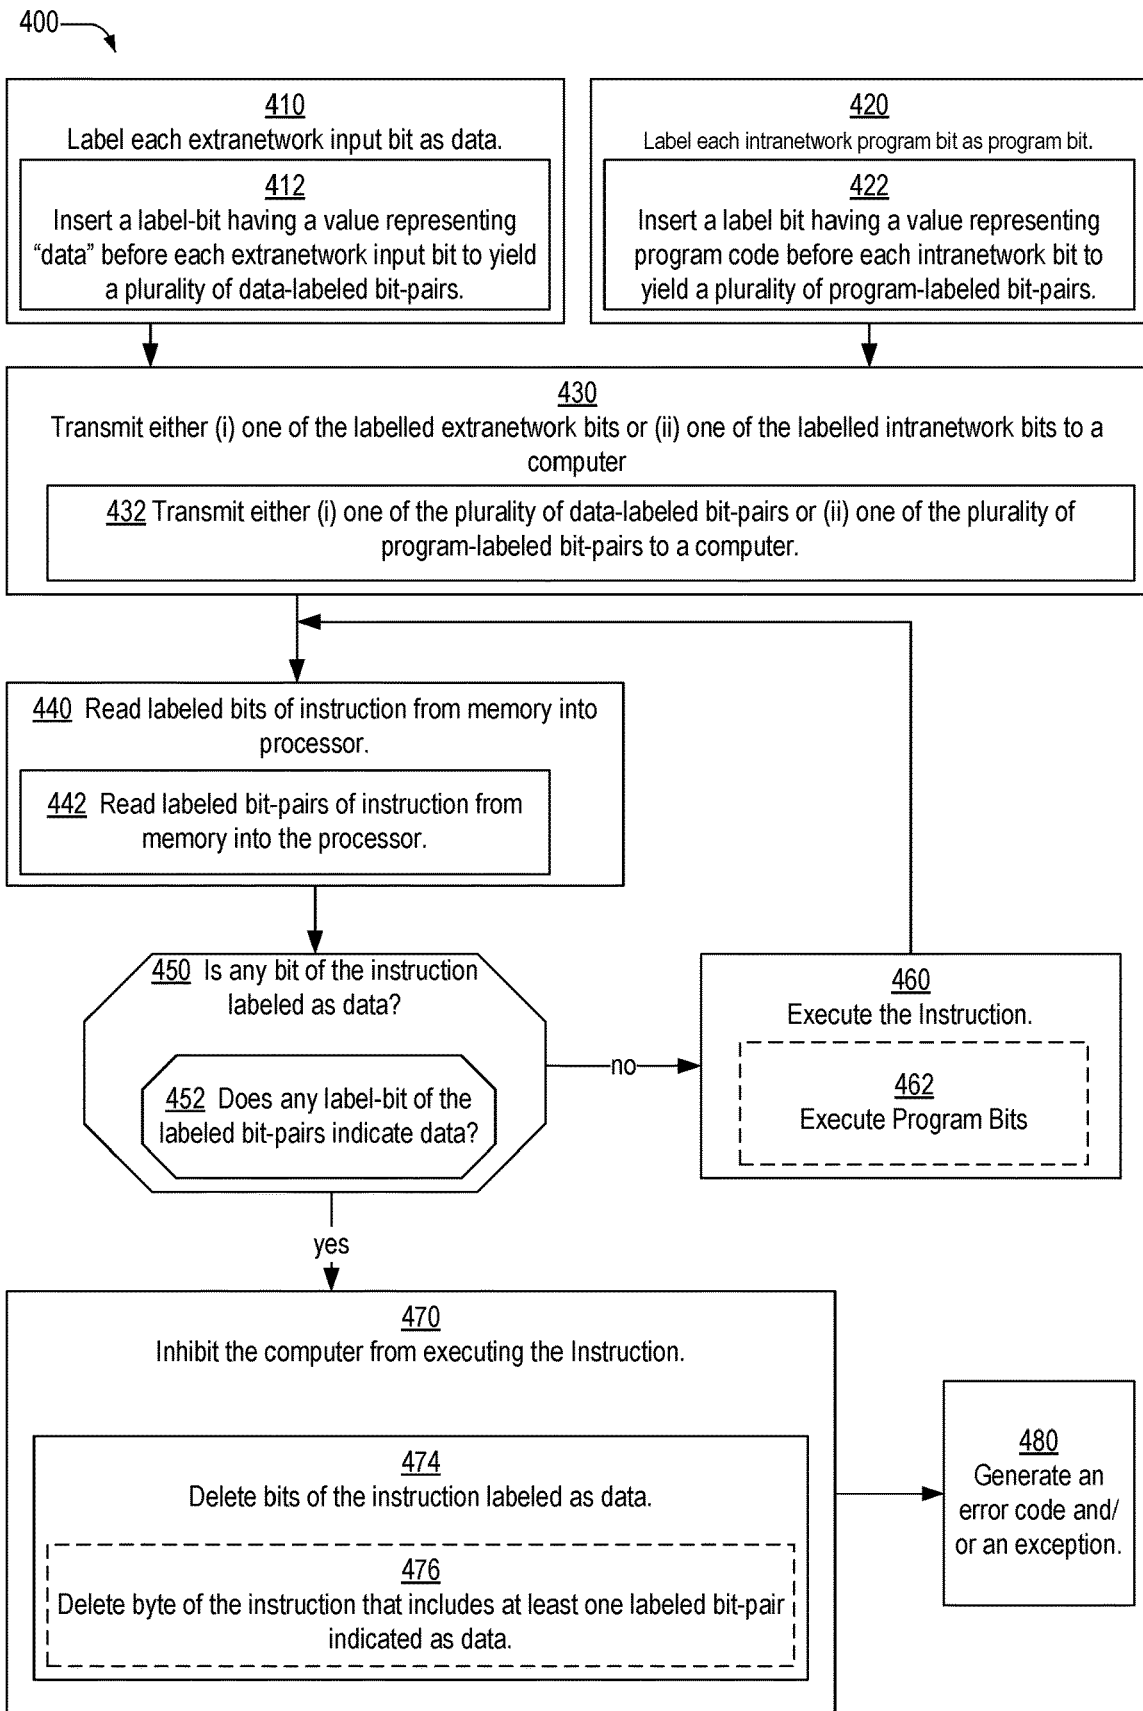 400
410
Label each extranetwork input bit as data.
412
Insert a label-bit having a value representing
“data” before each extranetwork input bit to yield
a plurality of data-labeled bit-pairs.
420
Label each intranetwork program bit as program bit.
422
Insert a label bit having a value representing
program code before each intranetwork bit to
yield a plurality of program-labeled bit-pairs.
430
Transmit either (i) one of the labelled extranetwork bits or (ii) one of the labelled intranetwork bits to a
computer
432 Transmit either (i) one of the plurality of data-labeled bit-pairs or (ii) one of the plurality of
program-labeled bit-pairs to a computer.
440 Read labeled bits of instruction from memory into
processor.
442 Read labeled bit-pairs of instruction from
memory into the processor.
450 Is any bit of the instruction
labeled as data?
452 Does any label-bit of the
labeled bit-pairs indicate data?
no
460
Execute the Instruction.
462
Execute Program Bits
yes
470
Inhibit the computer from executing the Instruction.
474
Delete bits of the instruction labeled as data.
476
Delete byte of the instruction that includes at least one labeled bit-pair
indicated as data.
480
Generate an
error code and/
or an exception.